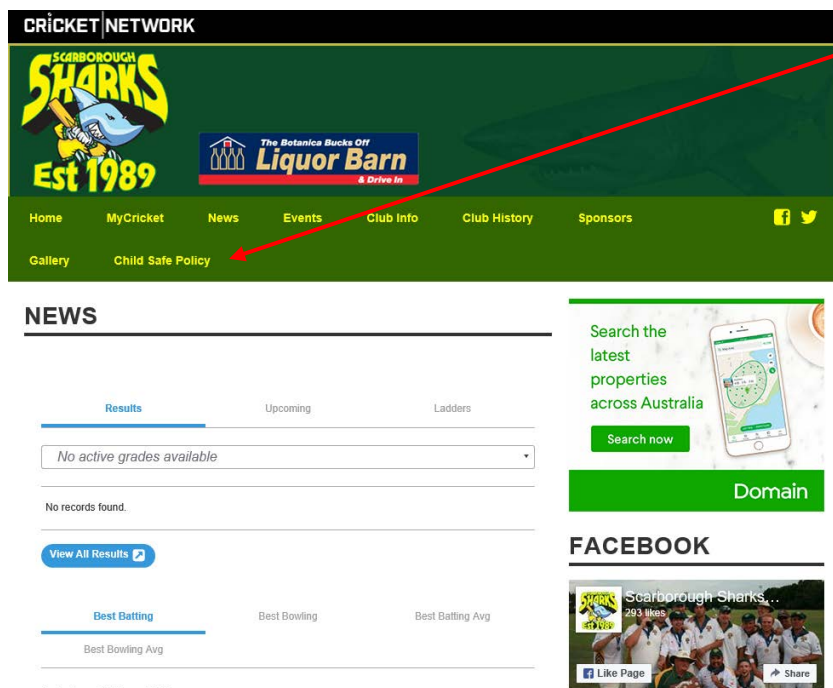 CRiCKET NETWORK
SCARBOROUGH
SHARKS
Est 1989
The Botanica Bucks Off
Liquor Barn
& Drive In
Home MyCricket News Events Club Info Club History Sponsors
Gallery Child Safe Policy
NEWS
Results Upcoming Ladders
No active grades available
No records found.
View All Results
Best Batting Best Bowling Best Batting Avg
Best Bowling Avg
Search the
latest
properties
across Australia
Search now
Domain
FACEBOOK
SHARKS
Est 1989
Scarborough Sharks...
293 likes
Like Page
Share